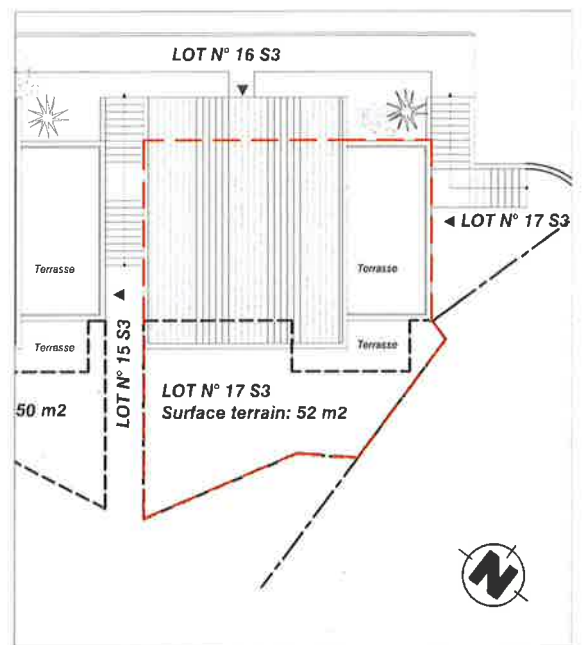 LOT N° 16 S3
LOT N° 17 S3
Terrasse
Terrasse
Terrasse
Terrasse
LOT N° 15 S3
LOT N° 17 S3
Surface terrain: 52 m2
50 m2
N